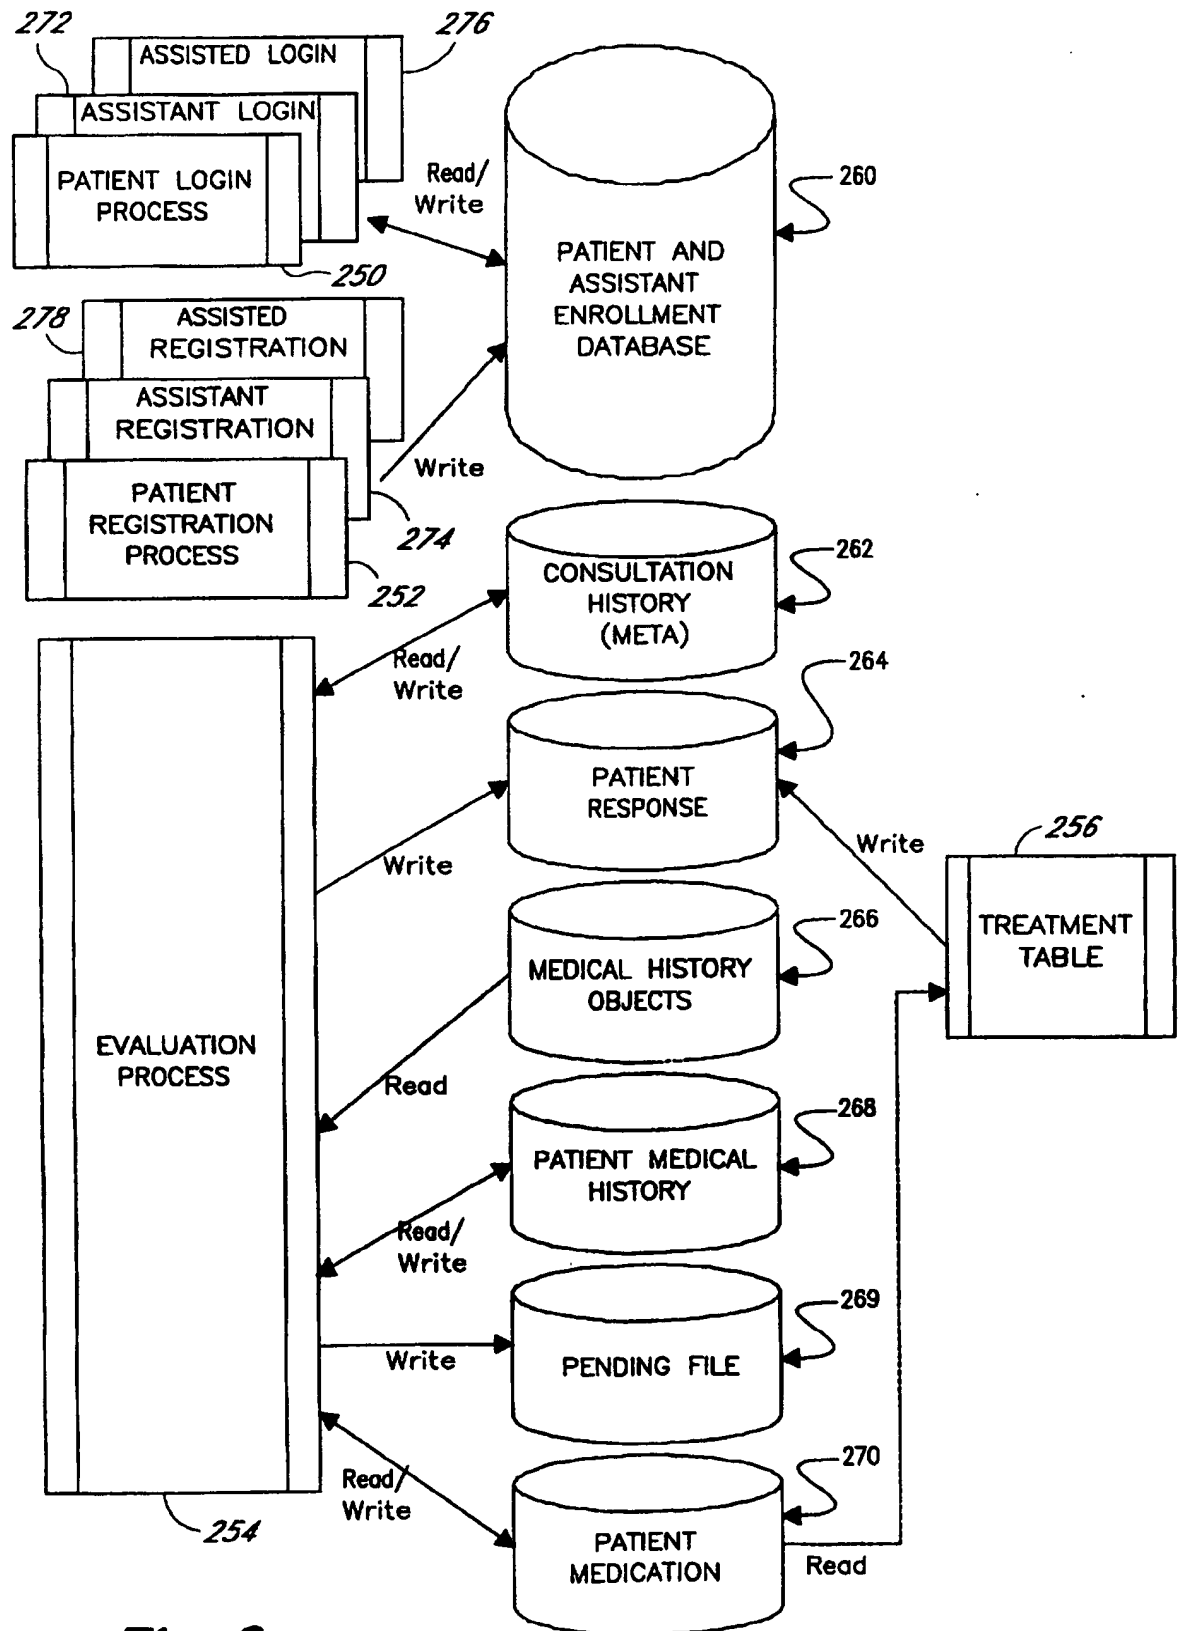 272
276
ASSISTED LOGIN
ASSISTANT LOGIN
PATIENT LOGIN
PROCESS
250
Read/
Write
260
PATIENT AND
ASSISTANT
ENROLLMENT
DATABASE
278
ASSISTED
REGISTRATION
ASSISTANT
REGISTRATION
PATIENT
REGISTRATION
PROCESS
274
252
Write
CONSULTATION
HISTORY
(META)
262
Read/
Write
264
PATIENT
RESPONSE
Write
Write
256
TREATMENT
TABLE
266
MEDICAL HISTORY
OBJECTS
EVALUATION
PROCESS
Read
268
PATIENT MEDICAL
HISTORY
Read/
Write
269
PENDING FILE
Write
270
Read/
Write
PATIENT
MEDICATION
Read
254